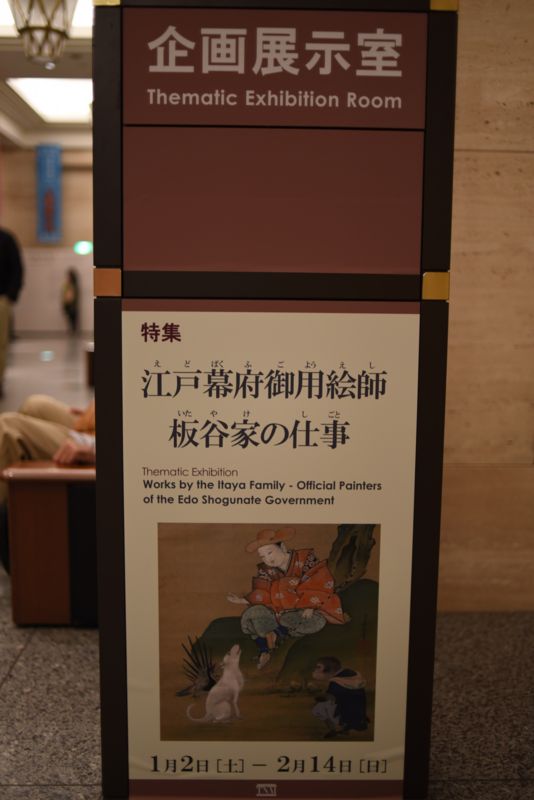 企画展示室
Thematic Exhibition Room
特集
えどばくふごようえし
江戸幕府御用絵師
いたやけしごと
板谷家の仕事
Thematic Exhibition
Works by the Itaya Family - Official Painters
of the Edo Shogunate Government
1月2日［土］－ 2月14日［日］
TNM